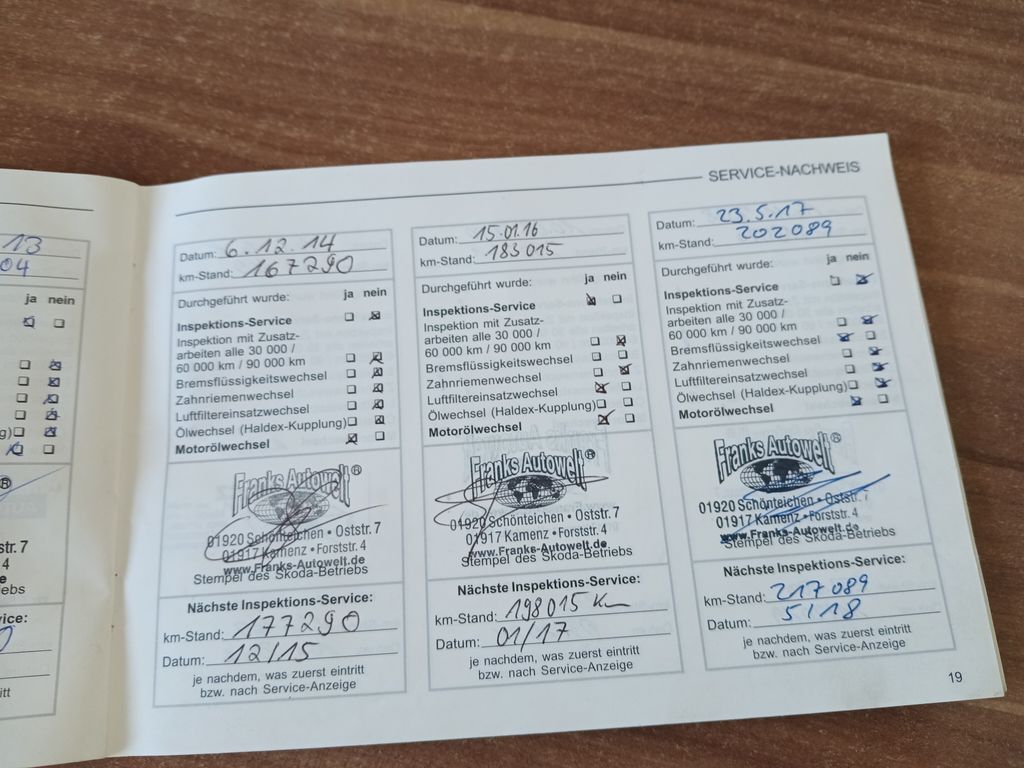 SERVICE-NACHWEIS
13
04
ja nein
g)
®
str. 7
4
e
iebs
ice:
itt
Datum: 6.12.14
km-Stand: 167290
Durchgeführt wurde: ja nein
Inspektions-Service
Inspektion mit Zusatz-
arbeiten alle 30 000 /
60 000 km / 90 000 km
Bremsflüssigkeitswechsel
Zahnriemenwechsel
Luftfiltereinsatzwechsel
Ölwechsel (Haldex-Kupplung)
Motorölwechsel
Franks Autowelt®
01920 Schönteichen • Oststr. 7
01917 Kamenz • Forststr. 4
www.Franks-Autowelt.de
Stempel des Skoda-Betriebs
Nächste Inspektions-Service:
km-Stand: 177290
Datum: 12/15
je nachdem, was zuerst eintritt
bzw. nach Service-Anzeige
Datum: 15.01.16
km-Stand: 183015
Durchgeführt wurde: ja nein
Inspektions-Service
Inspektion mit Zusatz-
arbeiten alle 30 000 /
60 000 km / 90 000 km
Bremsflüssigkeitswechsel
Zahnriemenwechsel
Luftfiltereinsatzwechsel
Ölwechsel (Haldex-Kupplung)
Motorölwechsel
Franks Autowelt®
01920 Schönteichen • Oststr. 7
01917 Kamenz • Forststr. 4
www.Franks-Autowelt.de
Stempel des Skoda-Betriebs
Nächste Inspektions-Service:
km-Stand: 198015 Km
Datum: 01/17
je nachdem, was zuerst eintritt
bzw. nach Service-Anzeige
Datum: 23.5.17
km-Stand: 202089
Durchgeführt wurde: ja nein
Inspektions-Service
Inspektion mit Zusatz-
arbeiten alle 30 000 /
60 000 km / 90 000 km
Bremsflüssigkeitswechsel
Zahnriemenwechsel
Luftfiltereinsatzwechsel
Ölwechsel (Haldex-Kupplung)
Motorölwechsel
Franks Autowelt®
01920 Schönteichen • Oststr. 7
01917 Kamenz • Forststr. 4
www.Franks-Autowelt.de
Stempel des Skoda-Betriebs
Nächste Inspektions-Service:
km-Stand: 217089
Datum: 5/18
je nachdem, was zuerst eintritt
bzw. nach Service-Anzeige
19